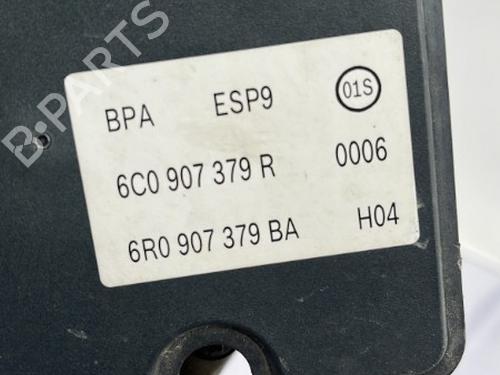 B-PARTS
BPA ESP9 01S
6C0 907 379 R 0006
6R0 907 379 BA H04